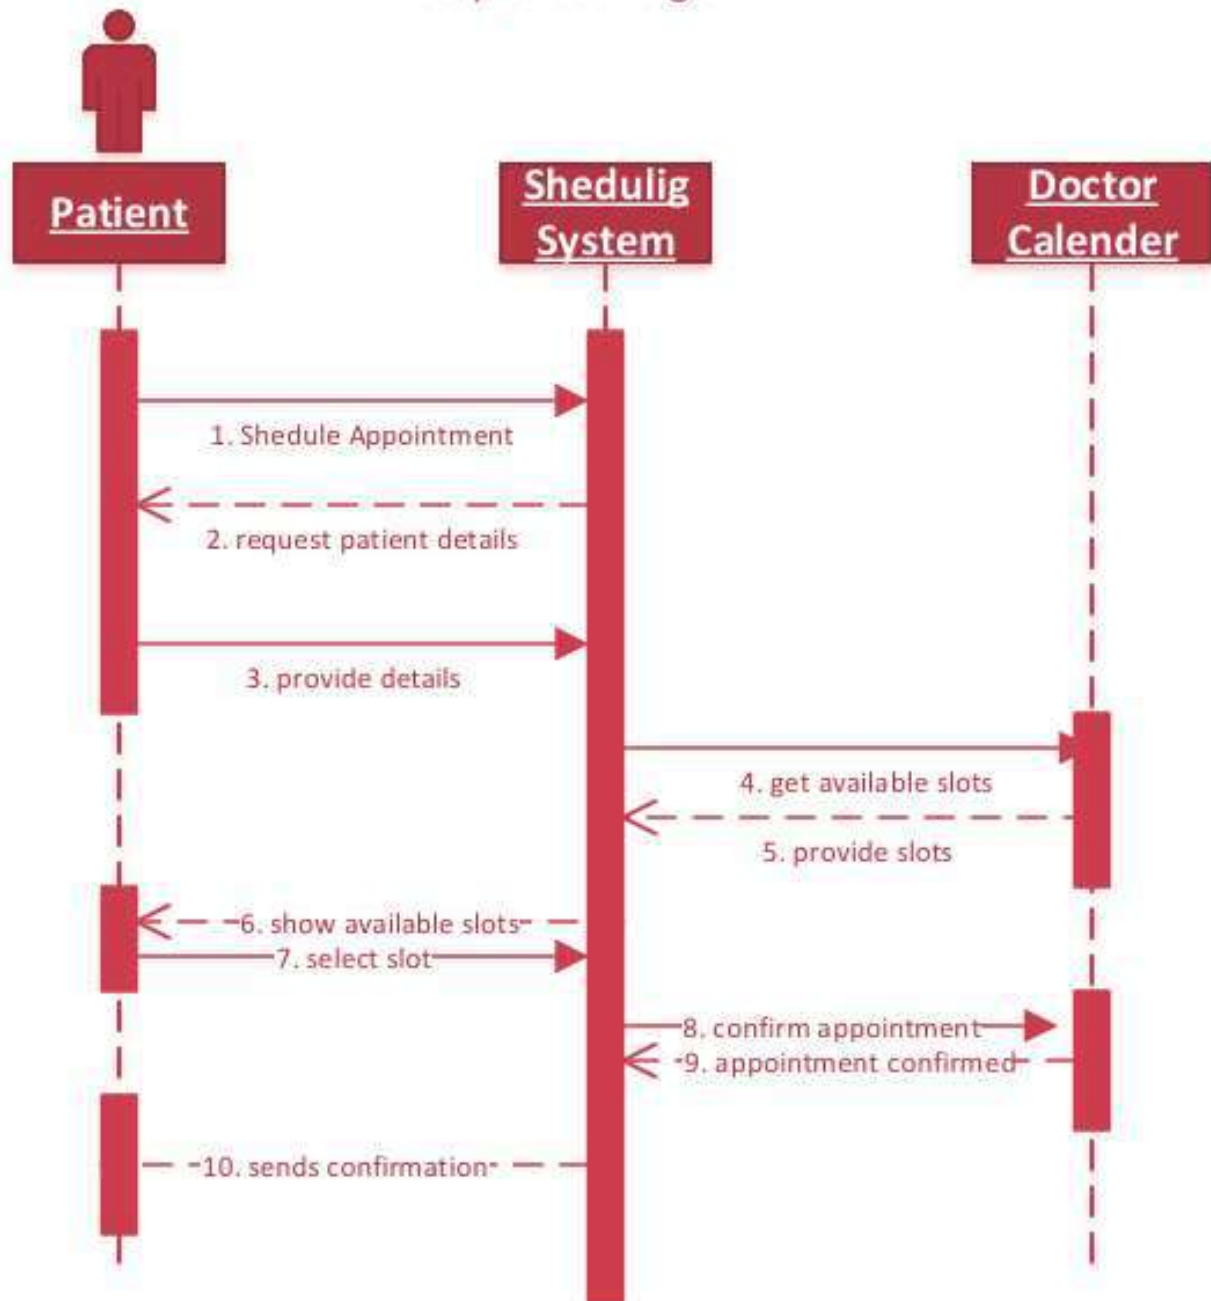 Patient
Shedulig
System
Doctor
Calender
1. Shedule Appointment
2. request patient details
3. provide details
4. get available slots
5. provide slots
6. show available slots
7. select slot
8. confirm appointment
9. appointment confirmed
10. sends confirmation